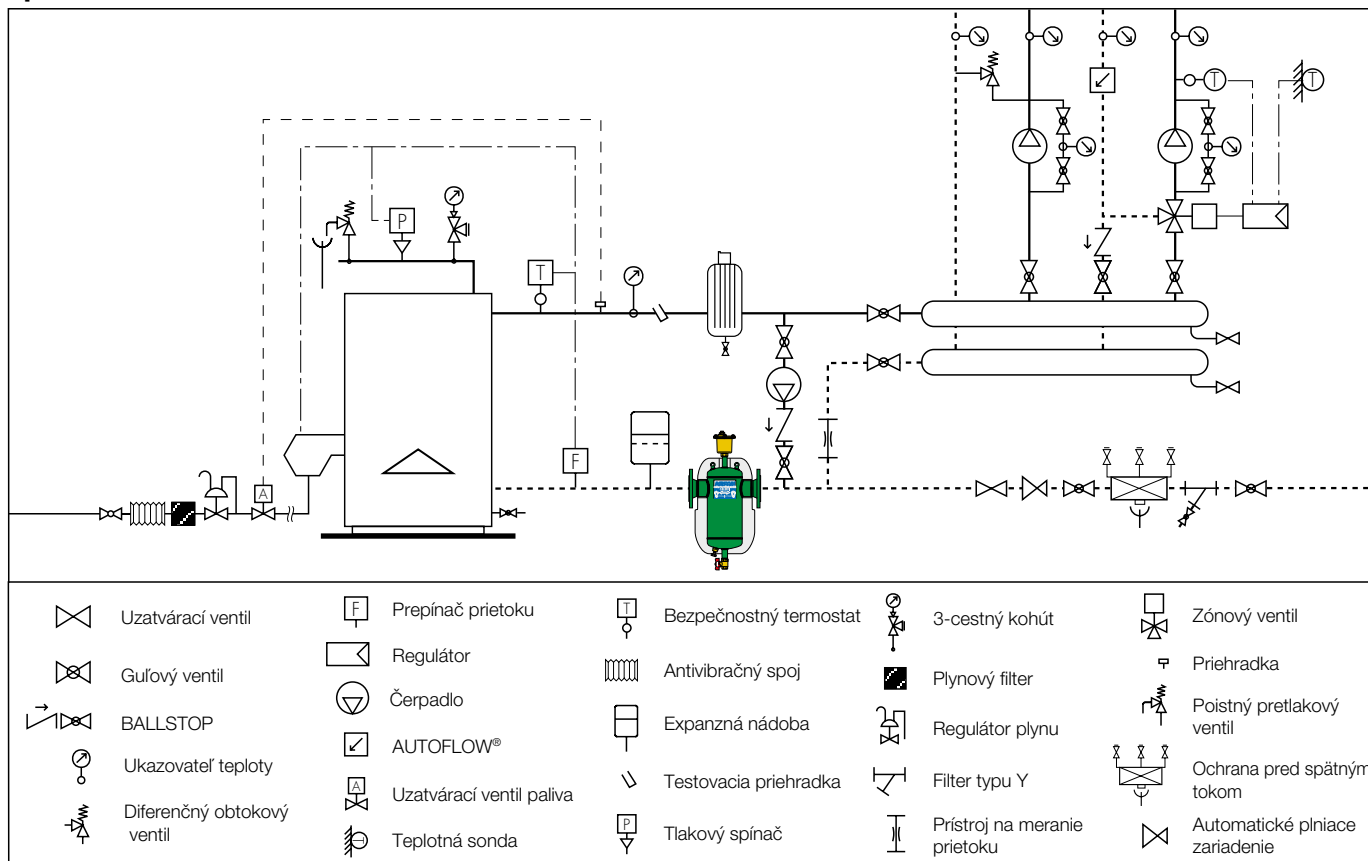 T
T
P
T
A
F
F
Prepínač prietoku
T
Bezpečnostný termostat
3-cestný kohút
Zónový ventil
Uzatvárací ventil
Regulátor
Antivibračný spoj
Plynový filter
Priehradka
Guľový ventil
Čerpadlo
Expanzná nádoba
Regulátor plynu
Poistný pretlakový
ventil
BALLSTOP
AUTOFLOW®
Testovacia priehradka
Filter typu Y
Ochrana pred spätným
tokom
Ukazovateľ teploty
A
Uzatvárací ventil paliva
P
Tlakový spínač
Prístroj na meranie
prietoku
Automatické plniace
zariadenie
Diferenčný obtokový
ventil
T
Teplotná sonda